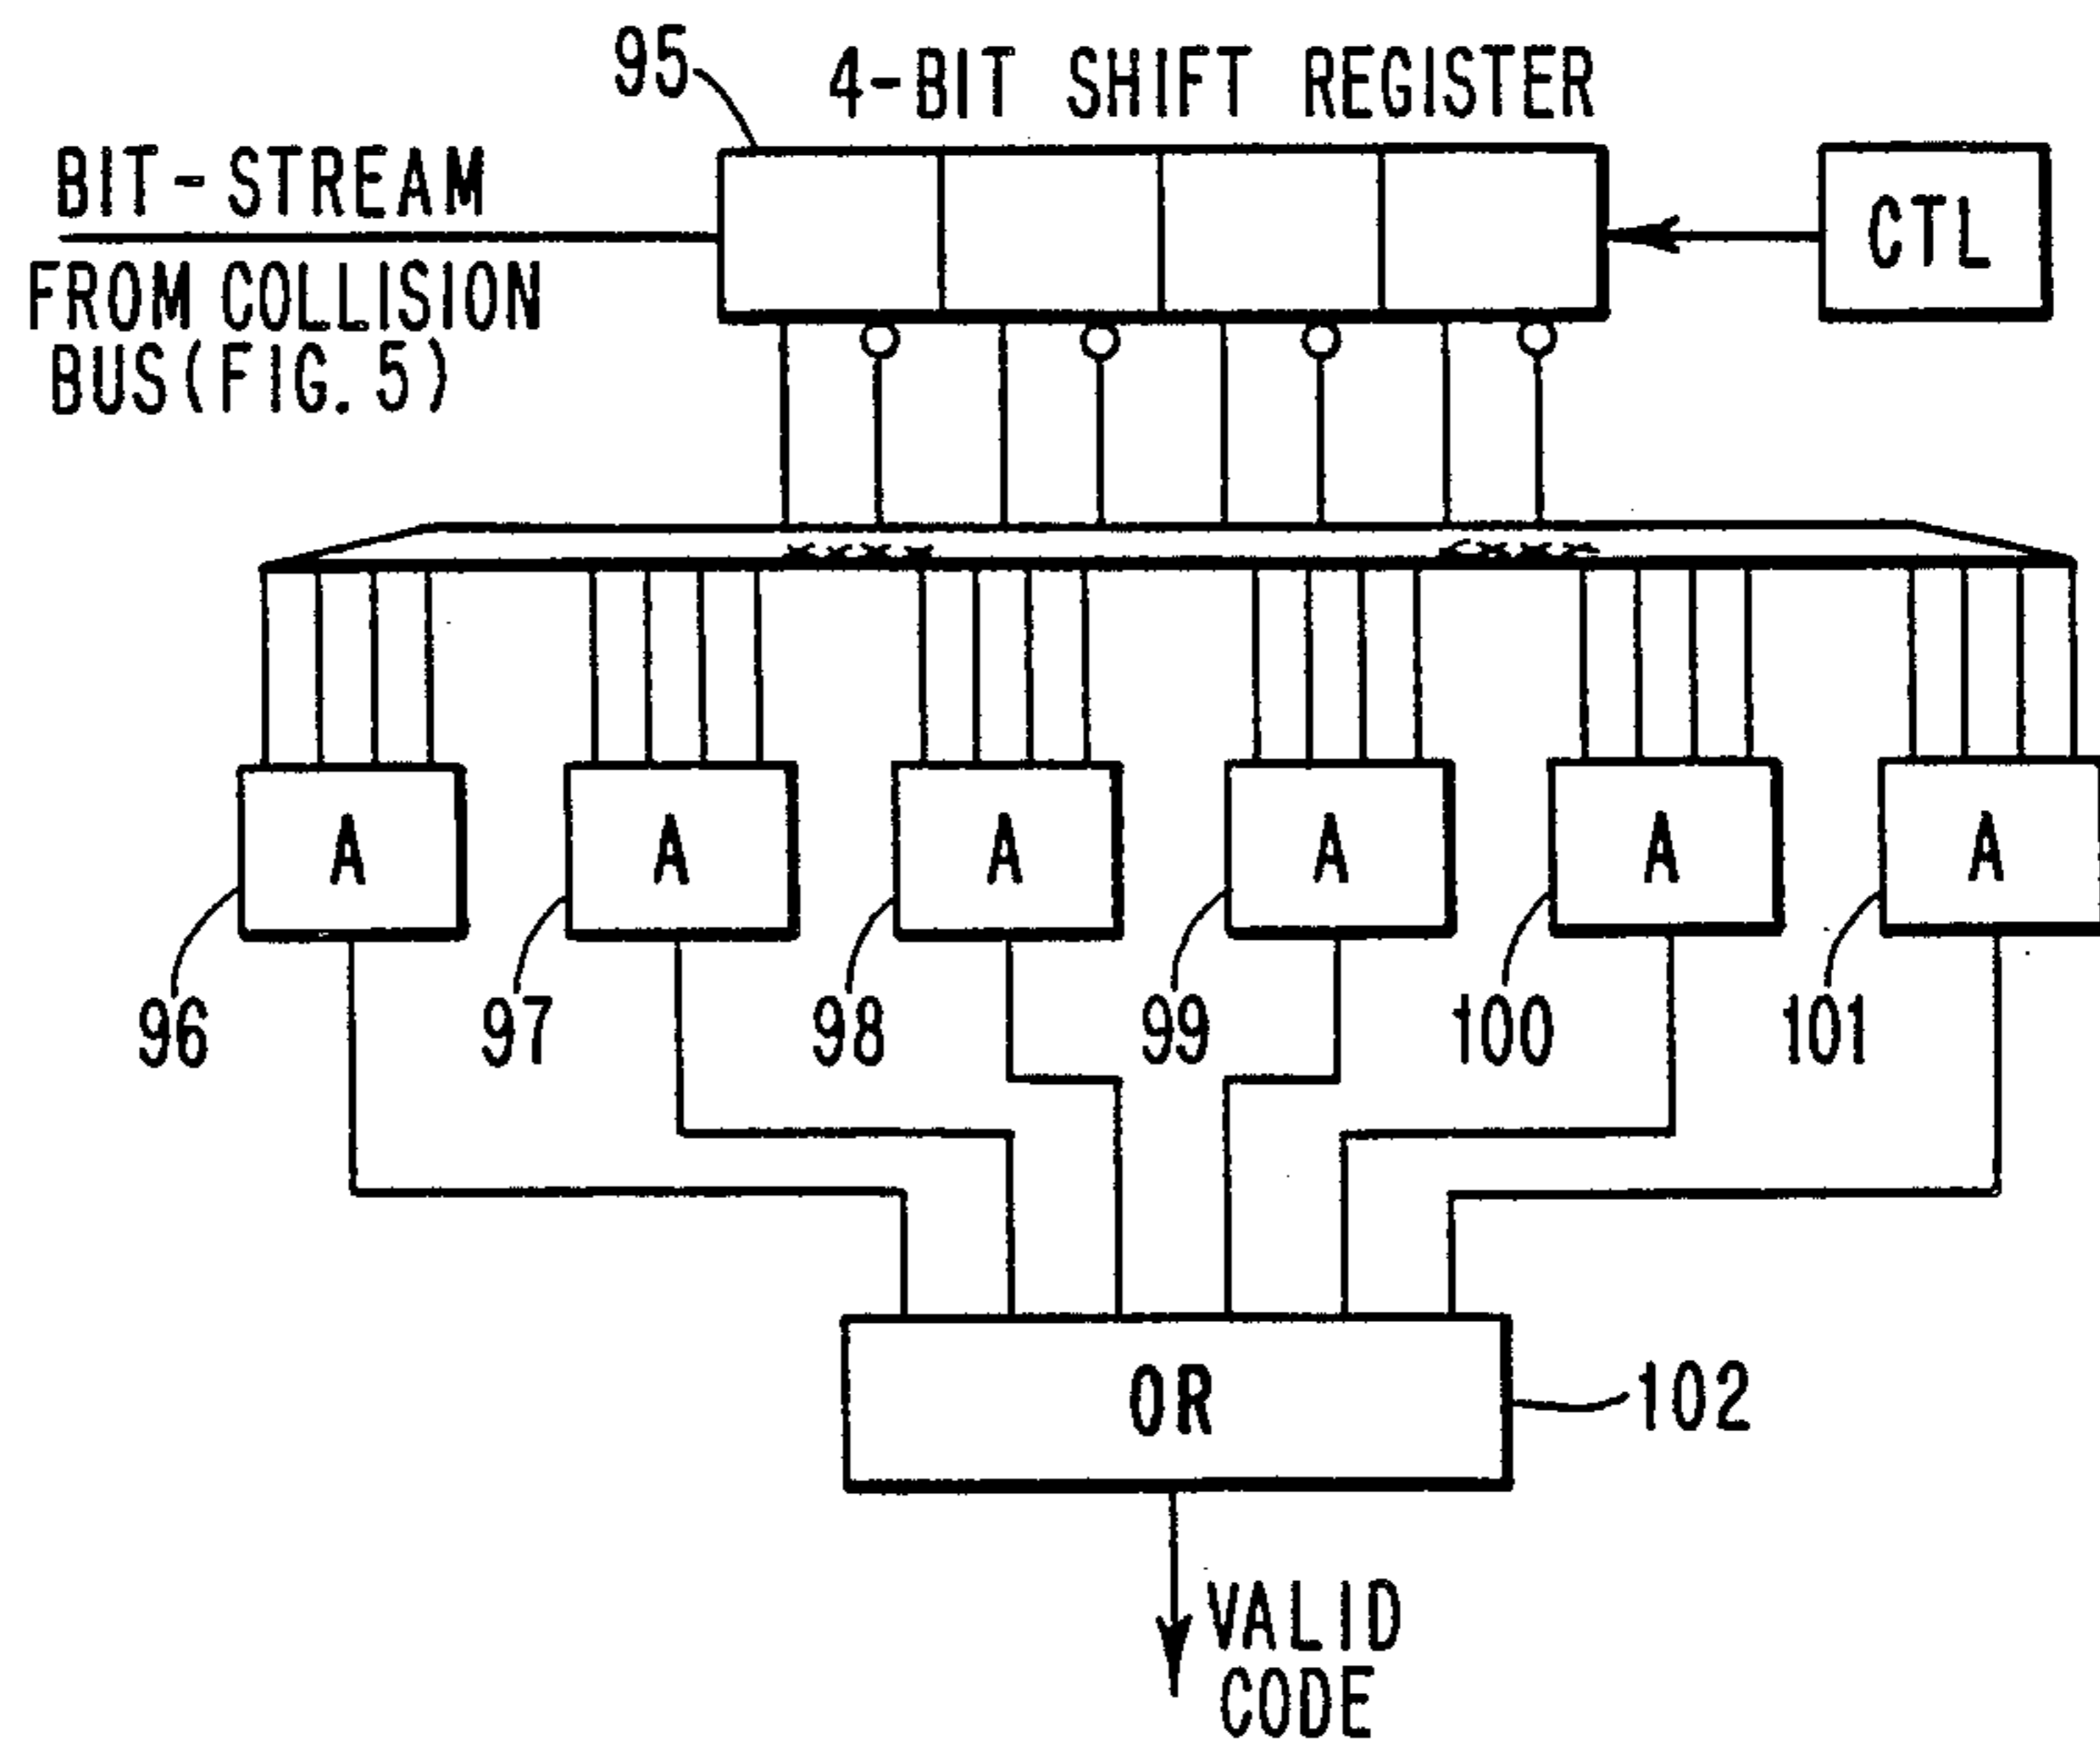 95
4-BIT SHIFT REGISTER
BIT-STREAM
FROM COLLISION
BUS(FIG. 5)
CTL
A A A A A A
96 97 98 99 100 101
OR
102
VALID
CODE